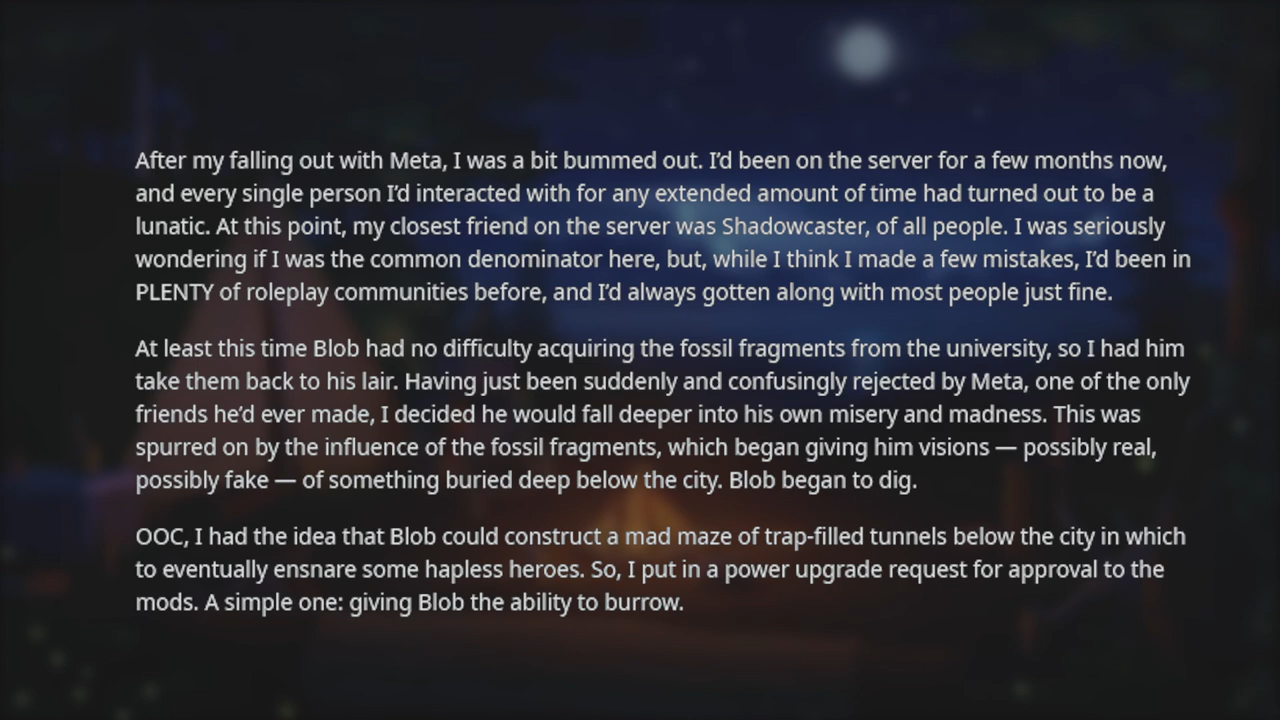 After my falling out with Meta, I was a bit bummed out. I’d been on the server for a few months now,
and every single person I’d interacted with for any extended amount of time had turned out to be a
lunatic. At this point, my closest friend on the server was Shadowcaster, of all people. I was seriously
wondering if I was the common denominator here, but, while I think I made a few mistakes, I’d been in
PLENTY of roleplay communities before, and I’d always gotten along with most people just fine.
At least this time Blob had no difficulty acquiring the fossil fragments from the university, so I had him
take them back to his lair. Having just been suddenly and confusingly rejected by Meta, one of the only
friends he’d ever made, I decided he would fall deeper into his own misery and madness. This was
spurred on by the influence of the fossil fragments, which began giving him visions — possibly real,
possibly fake — of something buried deep below the city. Blob began to dig.
OOC, I had the idea that Blob could construct a mad maze of trap-filled tunnels below the city in which
to eventually ensnare some hapless heroes. So, I put in a power upgrade request for approval to the
mods. A simple one: giving Blob the ability to burrow.